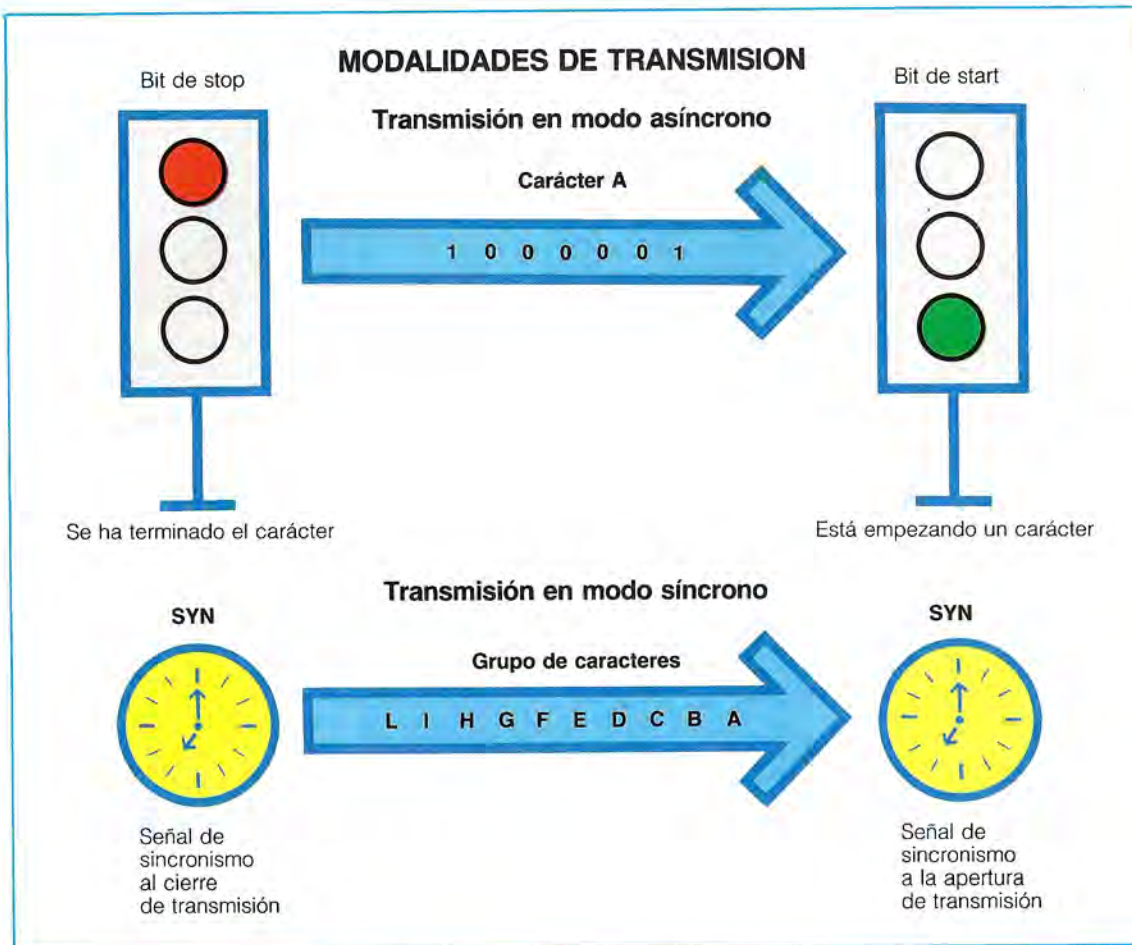 MODALIDADES DE TRANSMISION
Bit de stop
Bit de start
Transmisión en modo asíncrono
Carácter A
1 0 0 0 0 0 1
Se ha terminado el carácter
Está empezando un carácter
Transmisión en modo síncrono
SYN
SYN
Grupo de caracteres
L I H G F E D C B A
Señal de
sincronismo
al cierre
de transmisión
Señal de
sincronismo
a la apertura
de transmisión